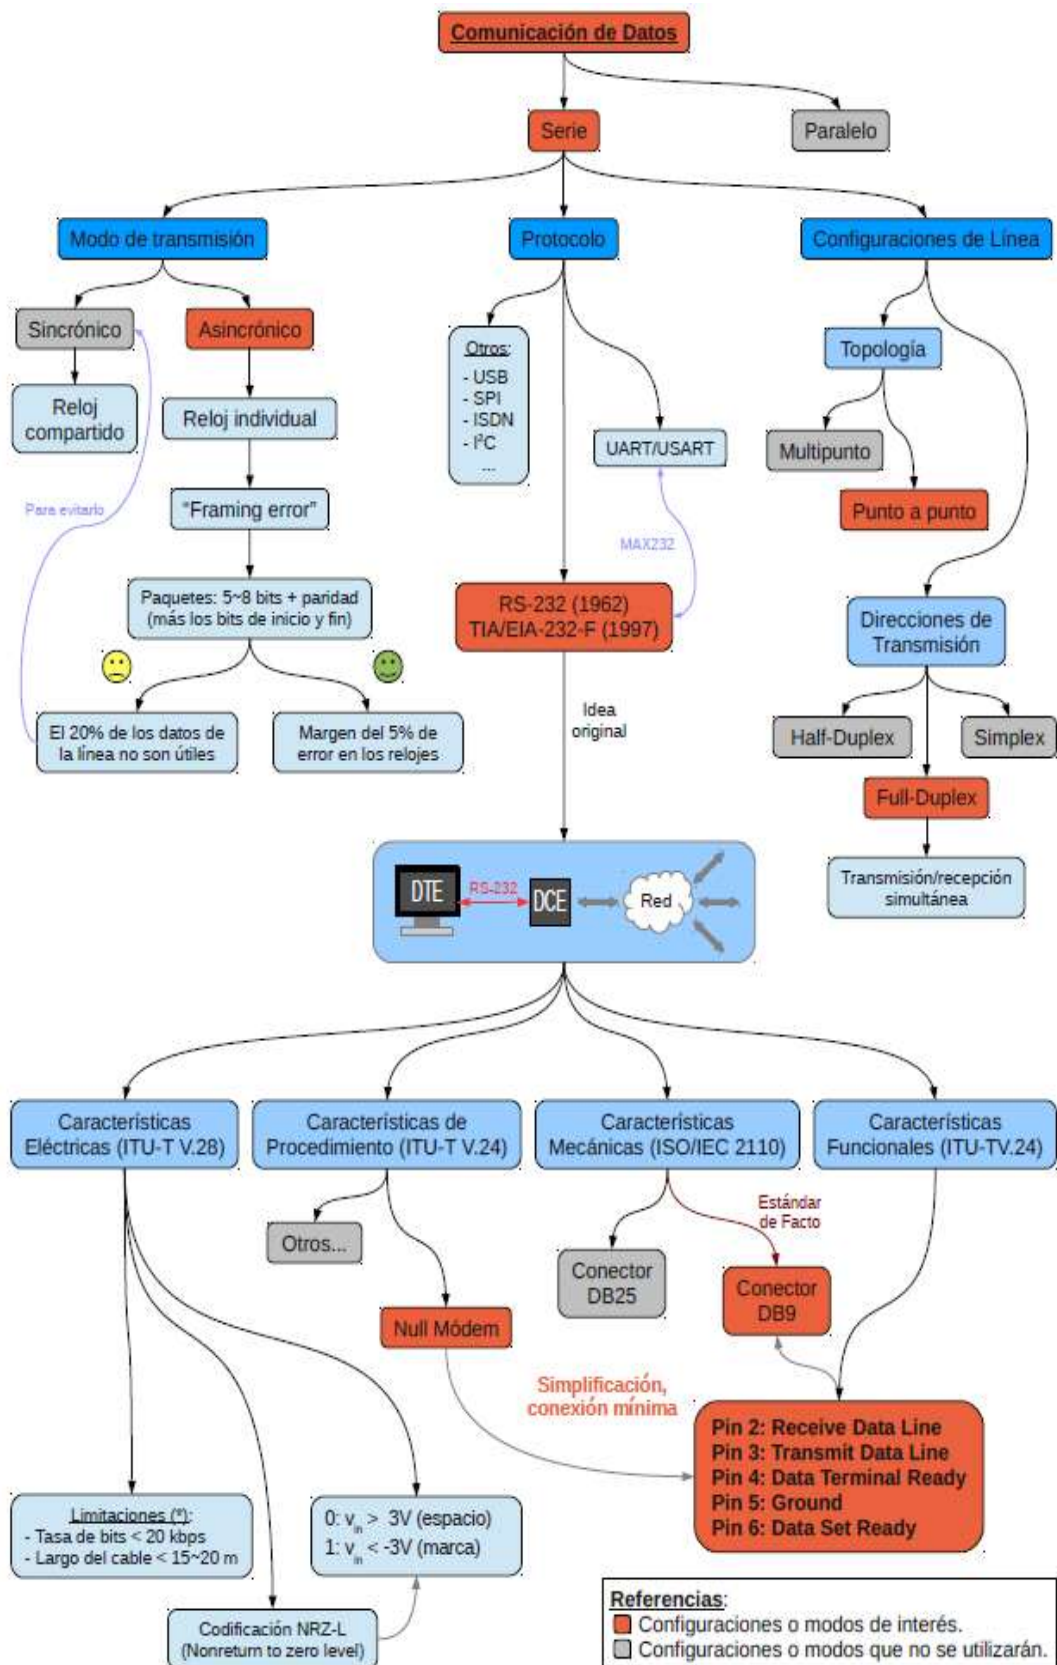 Comunicación de Datos
Serie
Paralelo
Modo de transmisión
Protocolo
Configuraciones de Línea
Sincrónico
Asincrónico
Reloj
compartido
Reloj individual
Otros:
- USB
- SPI
- ISDN
- I²C
...
UART/USART
Topología
Multipunto
Punto a punto
Para evitarlo
"Framing error"
MAX232
Paquetes: 5~8 bits + paridad
(más los bits de inicio y fin)
RS-232 (1962)
TIA/EIA-232-F (1997)
Direcciones de
Transmisión
El 20% de los datos de
la línea no son útiles
Margen del 5% de
error en los relojes
Idea
original
Half-Duplex
Simplex
Full-Duplex
Transmisión/recepción
simultánea
DTE
RS-232
DCE
Red
Características
Eléctricas (ITU-T V.28)
Características de
Procedimiento (ITU-T V.24)
Características
Mecánicas (ISO/IEC 2110)
Características
Funcionales (ITU-TV.24)
Otros...
Estándar
de Facto
Conector
DB25
Conector
DB9
Null Módem
Simplificación,
conexión mínima
Pin 2: Receive Data Line
Pin 3: Transmit Data Line
Pin 4: Data Terminal Ready
Pin 5: Ground
Pin 6: Data Set Ready
Limitaciones (*):
- Tasa de bits < 20 kbps
- Largo del cable < 15~20 m
0: v_in > 3V (espacio)
1: v_in < -3V (marca)
Codificación NRZ-L
(Nonreturn to zero level)
Referencias:
Configuraciones o modos de interés.
Configuraciones o modos que no se utilizarán.